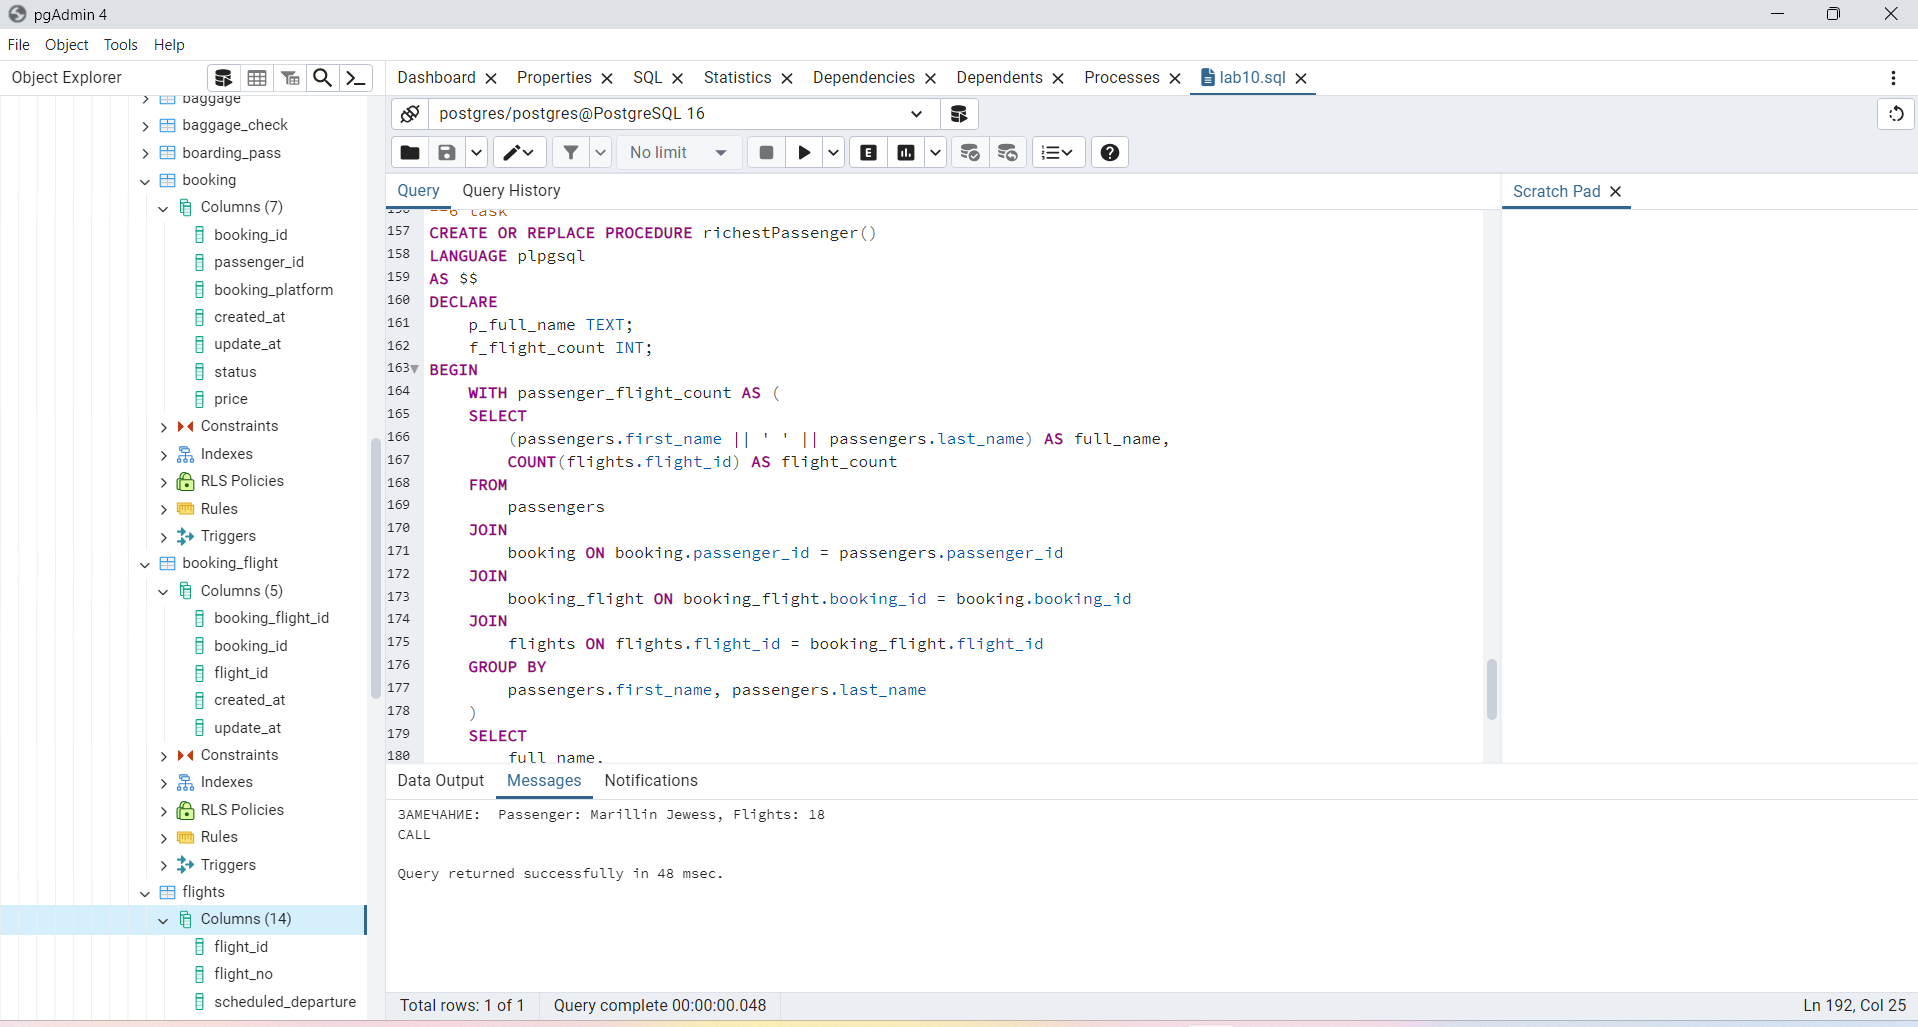 pgAdmin 4
File Object Tools Help
Object Explorer
Dashboard Properties SQL Statistics Dependencies Dependents Processes lab10.sql
postgres/postgres@PostgreSQL 16
No limit
E
Query Query History
Scratch Pad
baggage
baggage_check
boarding_pass
booking
Columns (7)
booking_id
passenger_id
booking_platform
created_at
update_at
status
price
Constraints
Indexes
RLS Policies
Rules
Triggers
booking_flight
Columns (5)
booking_flight_id
booking_id
flight_id
created_at
update_at
Constraints
Indexes
RLS Policies
Rules
Triggers
flights
Columns (14)
flight_id
flight_no
scheduled_departure
156 --6 task
157 CREATE OR REPLACE PROCEDURE richestPassenger()
158 LANGUAGE plpgsql
159 AS $$
160 DECLARE
161 p_full_name TEXT;
162 f_flight_count INT;
163 BEGIN
164 WITH passenger_flight_count AS (
165 SELECT
166 (passengers.first_name || ' ' || passengers.last_name) AS full_name,
167 COUNT(flights.flight_id) AS flight_count
168 FROM
169 passengers
170 JOIN
171 booking ON booking.passenger_id = passengers.passenger_id
172 JOIN
173 booking_flight ON booking_flight.booking_id = booking.booking_id
174 JOIN
175 flights ON flights.flight_id = booking_flight.flight_id
176 GROUP BY
177 passengers.first_name, passengers.last_name
178 )
179 SELECT
180 full_name,
Data Output Messages Notifications
ЗАМЕЧАНИЕ: Passenger: Marillin Jewess, Flights: 18
CALL
Query returned successfully in 48 msec.
Total rows: 1 of 1 Query complete 00:00:00.048 Ln 192, Col 25